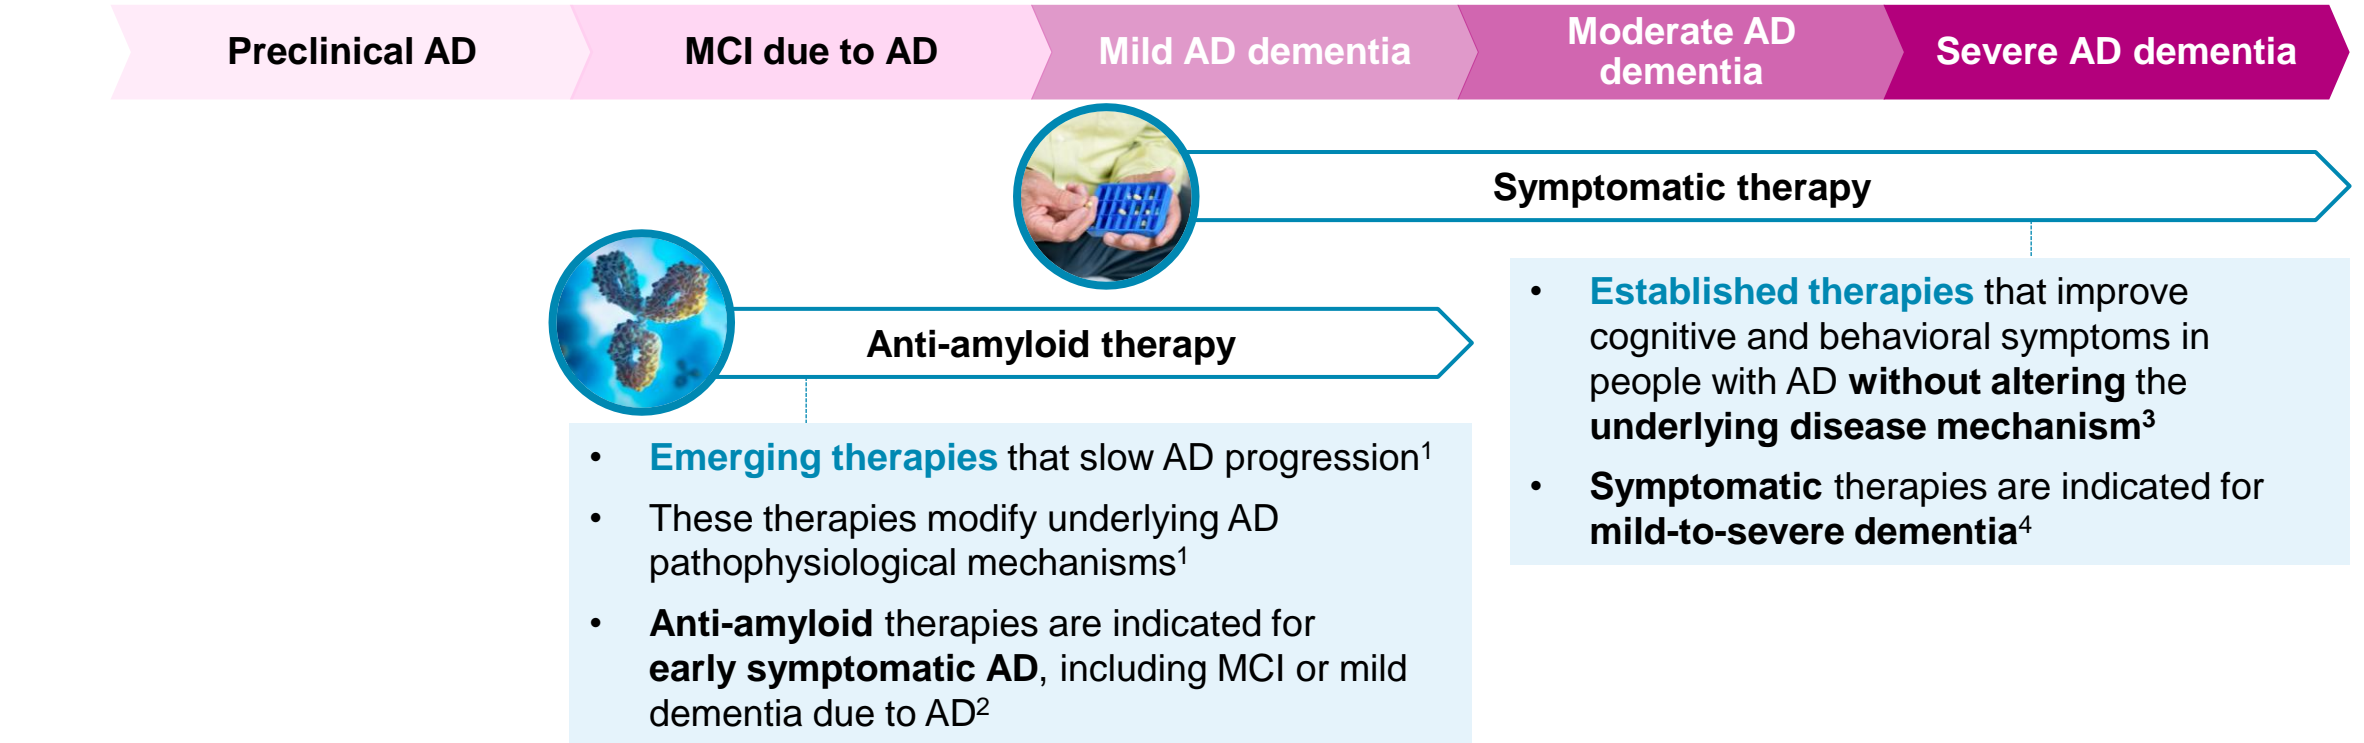 Preclinical AD
MCI due to AD
Mild AD dementia
Moderate AD
dementia
Severe AD dementia
Symptomatic therapy
Anti-amyloid therapy
• Emerging therapies that slow AD progression¹
• These therapies modify underlying AD
pathophysiological mechanisms¹
• Anti-amyloid therapies are indicated for
early symptomatic AD, including MCI or mild
dementia due to AD²
• Established therapies that improve
cognitive and behavioral symptoms in
people with AD without altering the
underlying disease mechanism³
• Symptomatic therapies are indicated for
mild-to-severe dementia⁴